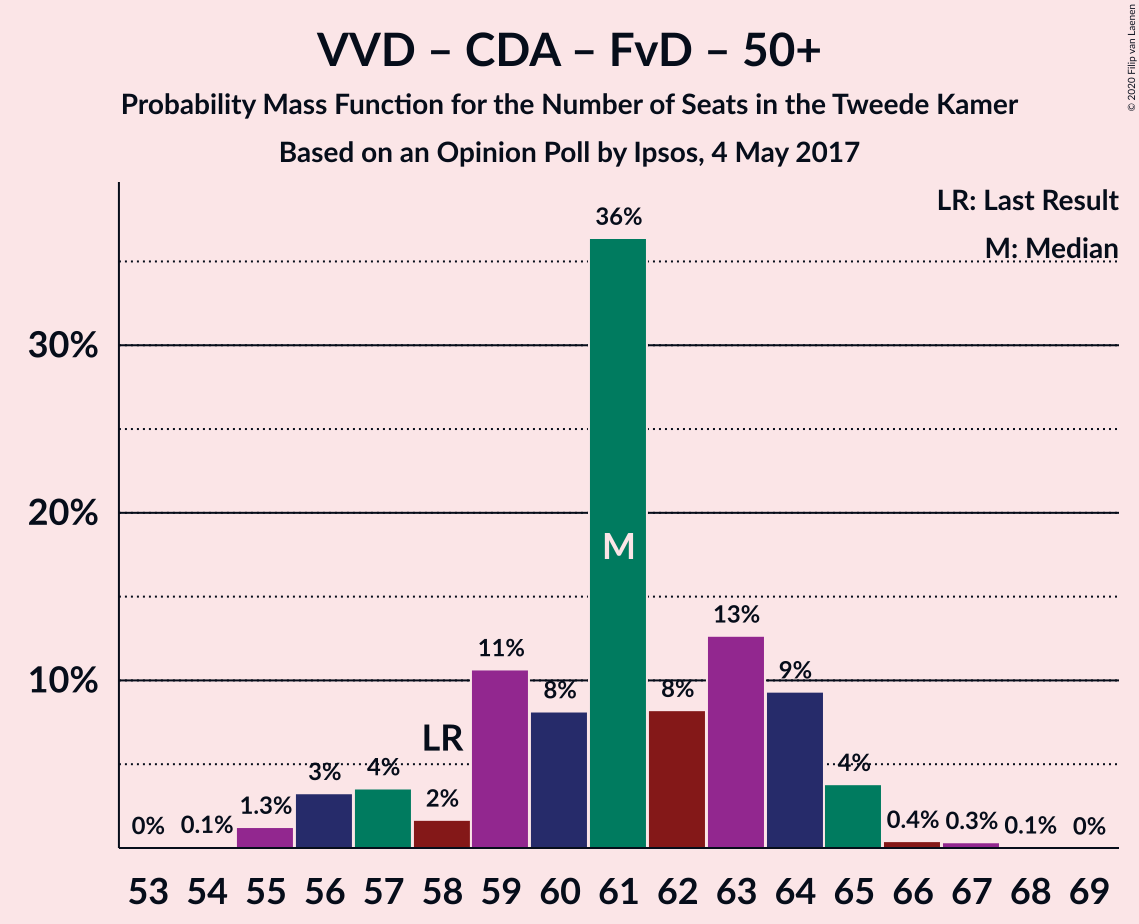 VVD – CDA – FvD – 50+
Probability Mass Function for the Number of Seats in the Tweede Kamer
Based on an Opinion Poll by Ipsos, 4 May 2017
© 2020 Filip van Laenen
LR: Last Result
M: Median
30%
20%
10%
0%
0.1%
1.3%
3%
4%
2%
LR
11%
8%
36%
M
8%
13%
9%
4%
0.4%
0.3%
0.1%
0%
53 54 55 56 57 58 59 60 61 62 63 64 65 66 67 68 69